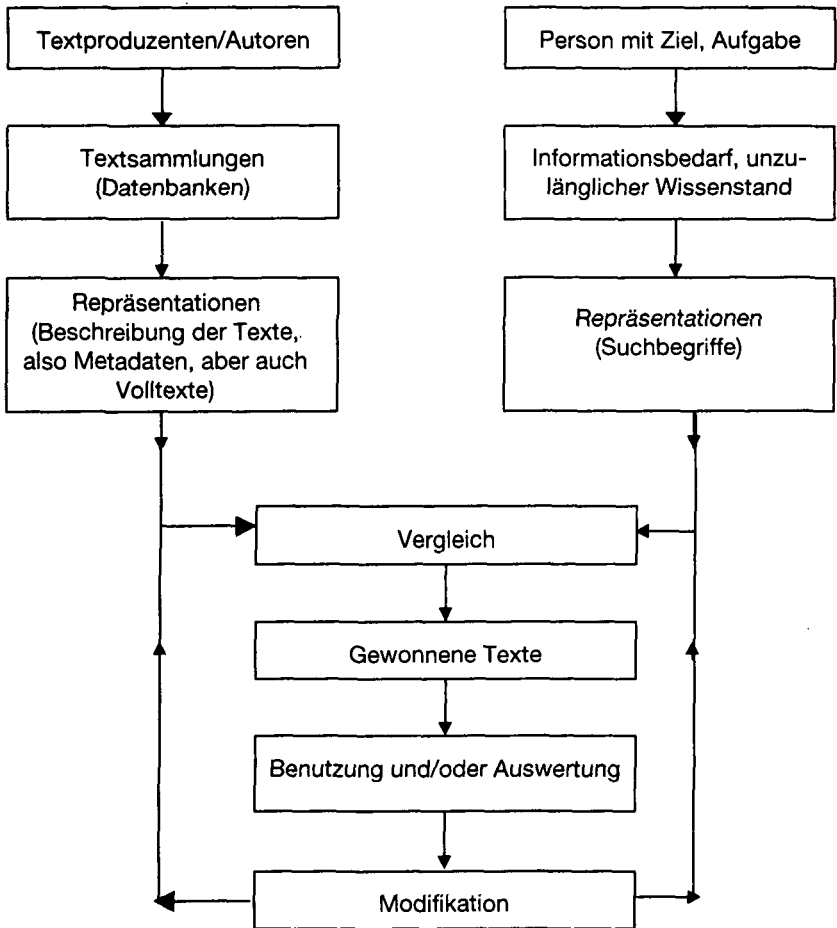 Textproduzenten/Autoren
Person mit Ziel, Aufgabe
Textsammlungen
(Datenbanken)
Informationsbedarf, unzu-
länglicher Wissenstand
Repräsentationen
(Beschreibung der Texte,
also Metadaten, aber auch
Volltexte)
Repräsentationen
(Suchbegriffe)
Vergleich
Gewonnene Texte
Benutzung und/oder Auswertung
Modifikation